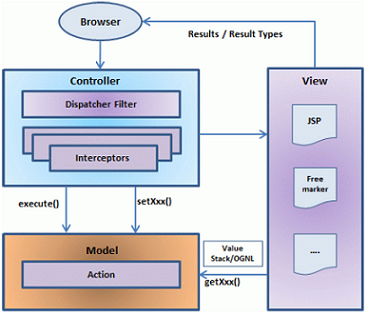 Browser
Results / Result Types
Controller
View
Dispatcher Filter
JSP
Interceptors
Free
marker
execute()
setXxx()
Model
Value
Stack/OGNL
....
Action
getXxx()